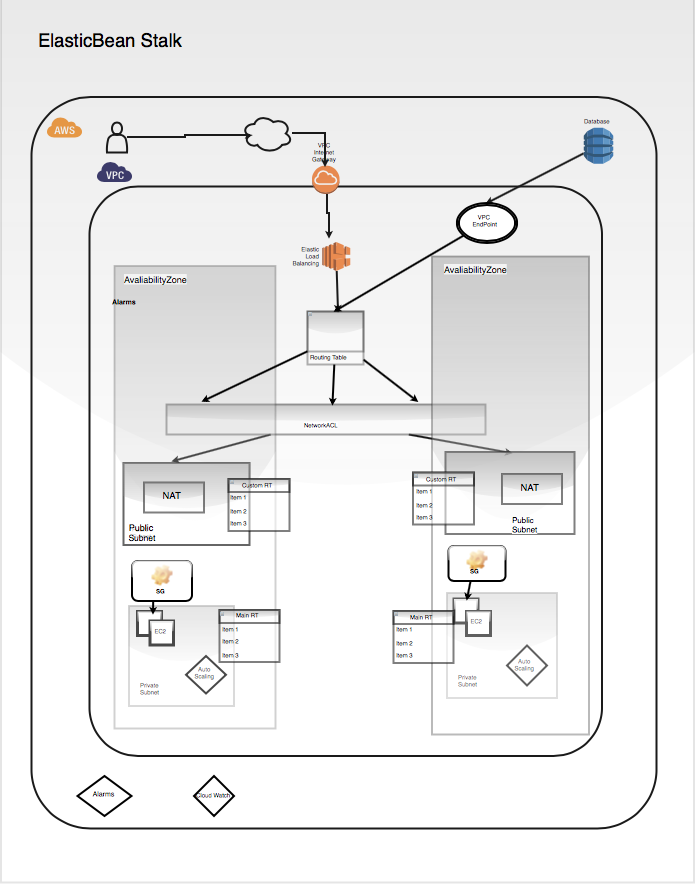 ElasticBean Stalk
AWS
Database
VPC
Internet
Gateway
VPC
VPC
EndPoint
Elastic
Load
Balancing
AvaliabilityZone
AvaliabilityZone
Alarms
Routing Table
NetworkACL
NAT
Public
Subnet
Custom RT
Item 1
Item 2
Item 3
Custom RT
Item 1
Item 2
Item 3
NAT
Public
Subnet
SG
SG
EC2
Main RT
Item 1
Item 2
Item 3
Auto
Scaling
Private
Subnet
Main RT
Item 1
Item 2
Item 3
EC2
Auto
Scaling
Private
Subnet
Alarms
Cloud Watch